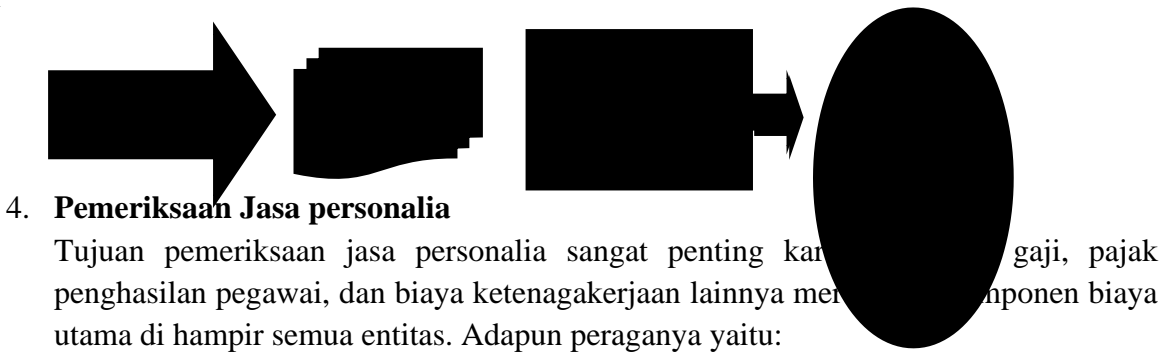 4. Pemeriksaan Jasa personalia
Tujuan pemeriksaan jasa personalia sangat penting gaji, pajak
penghasilan pegawai, dan biaya ketenagakerjaan lainnya biaya
utama di hampir semua entitas. Adapun peraganya yaitu: